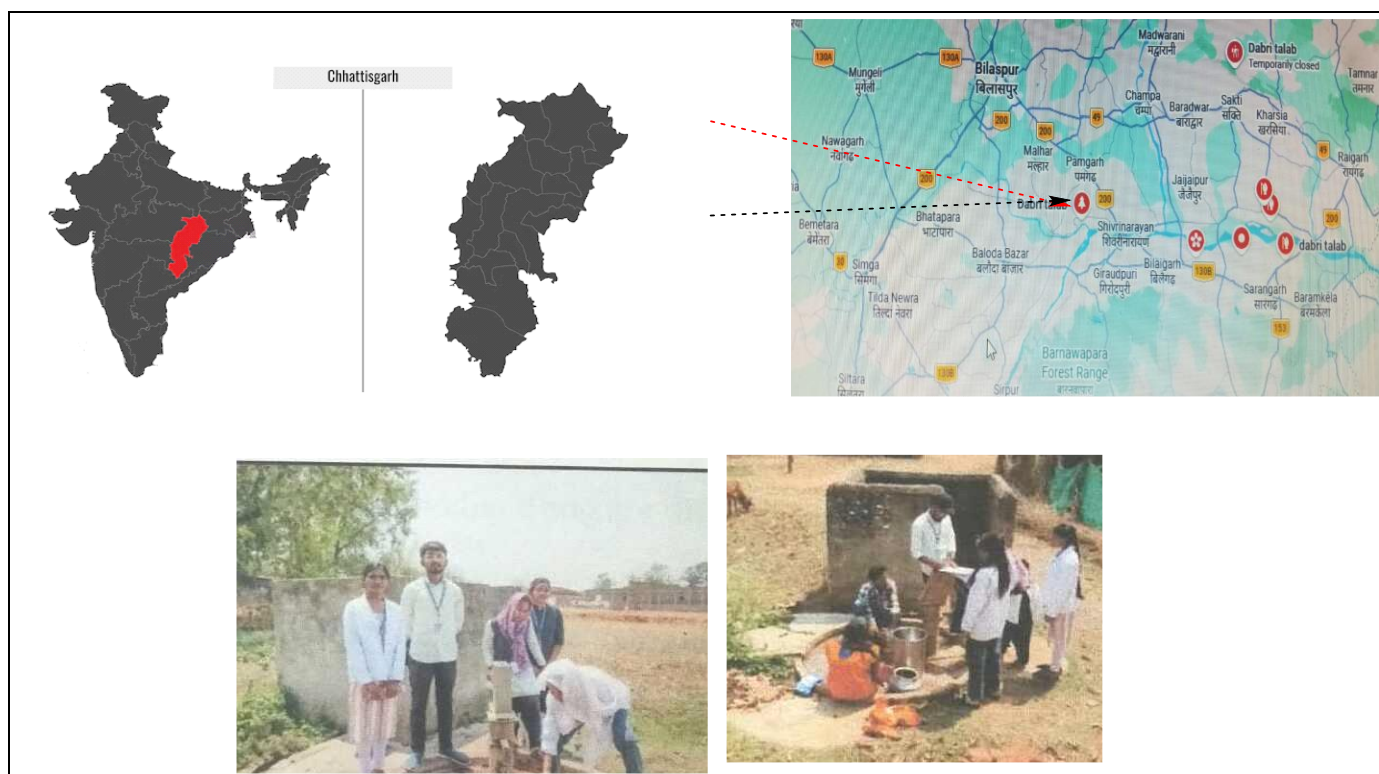 Chhattisgarh
130A
Mungeli
मुंगेली
130A
Bilaspur
बिलासपुर
Madwarani
मड़वारानी
Dabri talab
Temporarily closed
Tamnar
तमनार
Champa
चाम्पा
Baradwar
बाराद्वार
Sakti
सक्ति
Kharsia
खरसिया
200
200
49
49
Nawagarh
नवागढ़
Malhar
मल्हार
Pamgarh
पमगढ़
Raigarh
रायगढ़
200
Jaijaipur
जैजैपुर
Dabri talab
200
200
Bemetara
बेमेतरा
Bhatapara
भाटापारा
Shivrinarayan
शिवरीनारायण
dabri talab
30
Simga
सिमगा
Baloda Bazar
बलौदा बाजार
Giraudpuri
गिरोदपुरी
Bilaigarh
बिलैगढ़
130B
Sarangarh
सारंगढ़
Baramkela
बरमकेला
Tilda Newra
तिल्दा नेवरा
153
Barnawapara
Forest Range
Siltara
130B
Sirpur